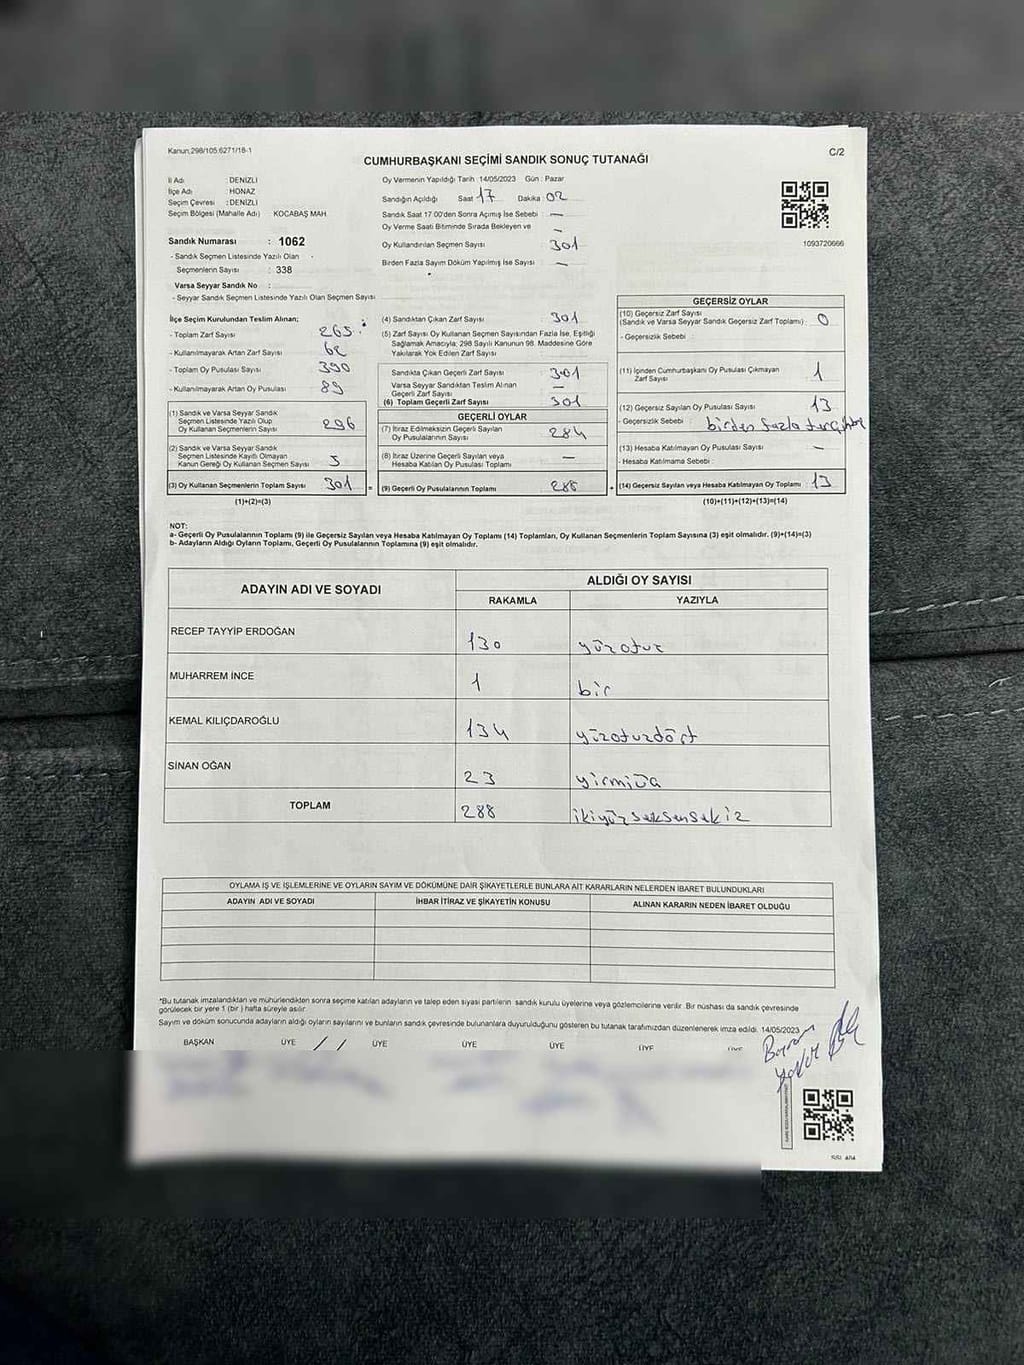 Kanun;298/105;6271/18-1
CUMHURBAŞKANI SEÇİMİ SANDIK SONUÇ TUTANAĞI
C/2
İl Adı : DENİZLİ
İlçe Adı : HONAZ
Seçim Çevresi : DENİZLİ
Seçim Bölgesi (Mahalle Adı) KOCABAŞ MAH.
Sandık Numarası : 1062
- Sandık Seçmen Listesinde Yazılı Olan
Seçmenlerin Sayısı : 338
Varsa Seyyar Sandık No :
- Seyyar Sandık Seçmen Listesinde Yazılı Olan Seçmen Sayısı
Oy Vermenin Yapıldığı Tarih : 14/05/2023 Gün : Pazar
Sandığın Açıldığı Saat 17 Dakika : 02
Sandık Saat 17:00'den Sonra Açımış İse Sebebi : —
Oy Verme Saati Bitiminde Sırada Bekleyen ve
Oy Kullandırılan Seçmen Sayısı : 301
Birden Fazla Sayım Döküm Yapılmış İse Sayısı : —
1093720666
İlçe Seçim Kurulundan Teslim Alınan;
- Toplam Zarf Sayısı : 265
- Kullanılmayarak Artan Zarf Sayısı : 62
- Toplam Oy Pusulası Sayısı : 390
- Kullanılmayarak Artan Oy Pusulası : 89
(1) Sandık ve Varsa Seyyar Sandık
Seçmen Listesinde Yazılı Olup
Oy Kullanan Seçmenlerin Sayısı : 296
(2) Sandık ve Varsa Seyyar Sandık
Seçmen Listesinde Kayıtlı Olmayan
Kanun Gereği Oy Kullanan Seçmen Sayısı : 5
(3) Oy Kullanan Seçmenlerin Toplam Sayısı : 301
(1)+(2)=(3)
(4) Sandıktan Çıkan Zarf Sayısı : 301
(5) Zarf Sayısı Oy Kullanan Seçmen Sayısından Fazla İse, Eşitliği
Sağlamak Amacıyla; 298 Sayılı Kanunun 98. Maddesine Göre
Yakılarak Yok Edilen Zarf Sayısı :
Sandıkta Çıkan Geçerli Zarf Sayısı : 301
Varsa Seyyar Sandıktan Teslim Alınan
Geçerli Zarf Sayısı : —
(6) Toplam Geçerli Zarf Sayısı : 301
GEÇERLİ OYLAR
(7) İtiraz Edilmeksizin Geçerli Sayılan
Oy Pusulalarının Sayısı : 284
(8) İtiraz Üzerine Geçerli Sayılan veya
Hesaba Katılan Oy Pusulası Toplamı : —
(9) Geçerli Oy Pusulalarının Toplamı : 288
GEÇERSİZ OYLAR
(10) Geçersiz Zarf Sayısı
(Sandık ve Varsa Seyyar Sandık Geçersiz Zarf Toplamı) : 0
- Geçersizlik Sebebi :
(11) İçinden Cumhurbaşkanı Oy Pusulası Çıkmayan
Zarf Sayısı : 1
(12) Geçersiz Sayılan Oy Pusulası Sayısı : 13
- Geçersizlik Sebebi : birden fazla tercih
(13) Hesaba Katılmayan Oy Pusulası Sayısı : —
- Hesaba Katılmama Sebebi :
(14) Geçersiz Sayılan veya Hesaba Katılmayan Oy Toplamı : 13
(10)+(11)+(12)+(13)=(14)
NOT:
a- Geçerli Oy Pusulalarının Toplamı (9) ile Geçersiz Sayılan veya Hesaba Katılmayan Oy Toplamı (14) Toplamları, Oy Kullanan Seçmenlerin Toplam Sayısına (3) eşit olmalıdır. (9)+(14)=(3)
b- Adayların Aldığı Oyların Toplamı, Geçerli Oy Pusulalarının Toplamına (9) eşit olmalıdır.
ADAYIN ADI VE SOYADI
ALDIĞI OY SAYISI
RAKAMLA YAZIYLA
RECEP TAYYİP ERDOĞAN 130 yüzotuz
MUHARREM İNCE 1 bir
KEMAL KILIÇDAROĞLU 134 yüzotuzdört
SİNAN OĞAN 23 yirmiüç
TOPLAM 288 ikiyüzseksensekiz
OYLAMA İŞ VE İŞLEMLERİNE VE OYLARIN SAYIM VE DÖKÜMÜNE DAİR ŞİKAYETLERLE BUNLARA AİT KARARLARIN NELERDEN İBARET BULUNDUKLARI
ADAYIN ADI VE SOYADI İHBAR İTİRAZ VE ŞİKAYETİN KONUSU ALINAN KARARIN NEDEN İBARET OLDUĞU
*Bu tutanak imzalandıktan ve mühürlendikten sonra seçime katılan adayların ve talep eden siyasi partilerin sandık kurulu üyelerine veya gözlemcilerine verilir. Bir nüshası da sandık çevresinde
görülecek bir yere 1 (bir ) hafta süreyle asılır.
Sayım ve döküm sonucunda adayların aldığı oyların sayılarını ve bunların sandık çevresinde bulunanlara duyurulduğunu gösteren bu tutanak tarafımızdan düzenlenerek imza edildi. 14/05/2023
BAŞKAN ÜYE ÜYE ÜYE ÜYE ÜYE ÜYE